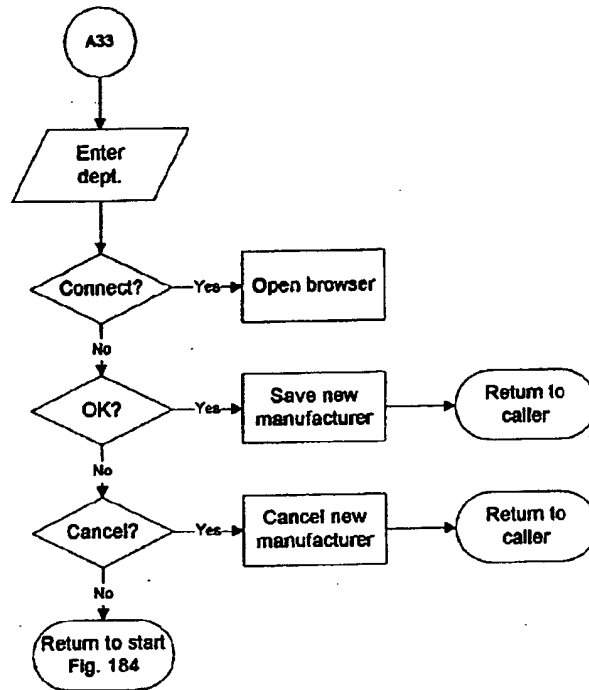 A33
Enter
dept.
Connect?
Yes
Open browser
No
OK?
Yes
Save new
manufacturer
Return to
caller
No
Cancel?
Yes
Cancel new
manufacturer
Return to
caller
No
Return to start
Fig. 184